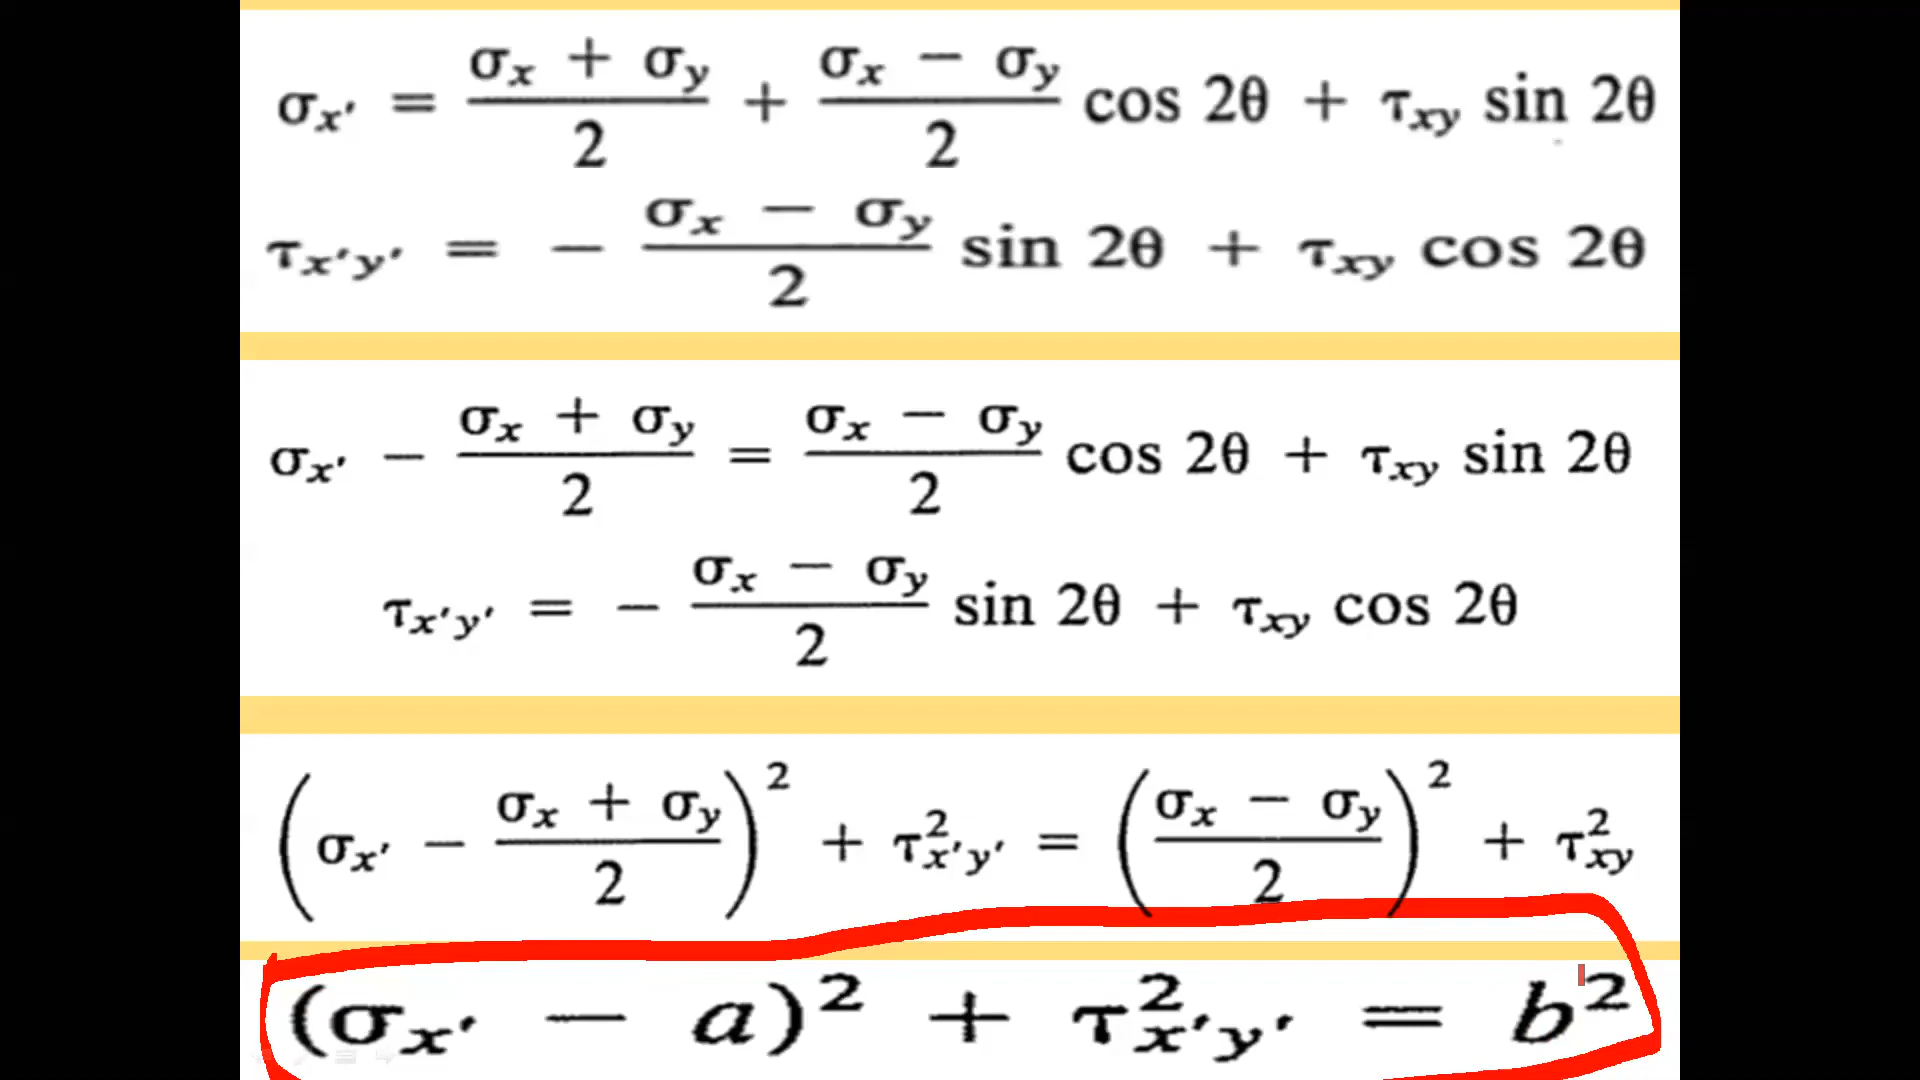 σx′ = (σx + σy)/2 + (σx − σy)/2 cos 2θ + τxy sin 2θ
τx′y′ = − (σx − σy)/2 sin 2θ + τxy cos 2θ
σx′ − (σx + σy)/2 = (σx − σy)/2 cos 2θ + τxy sin 2θ
τx′y′ = − (σx − σy)/2 sin 2θ + τxy cos 2θ
(σx′ − (σx + σy)/2)² + τ²x′y′ = ((σx − σy)/2)² + τ²xy
(σx′ − a)² + τ²x′y′ = b²